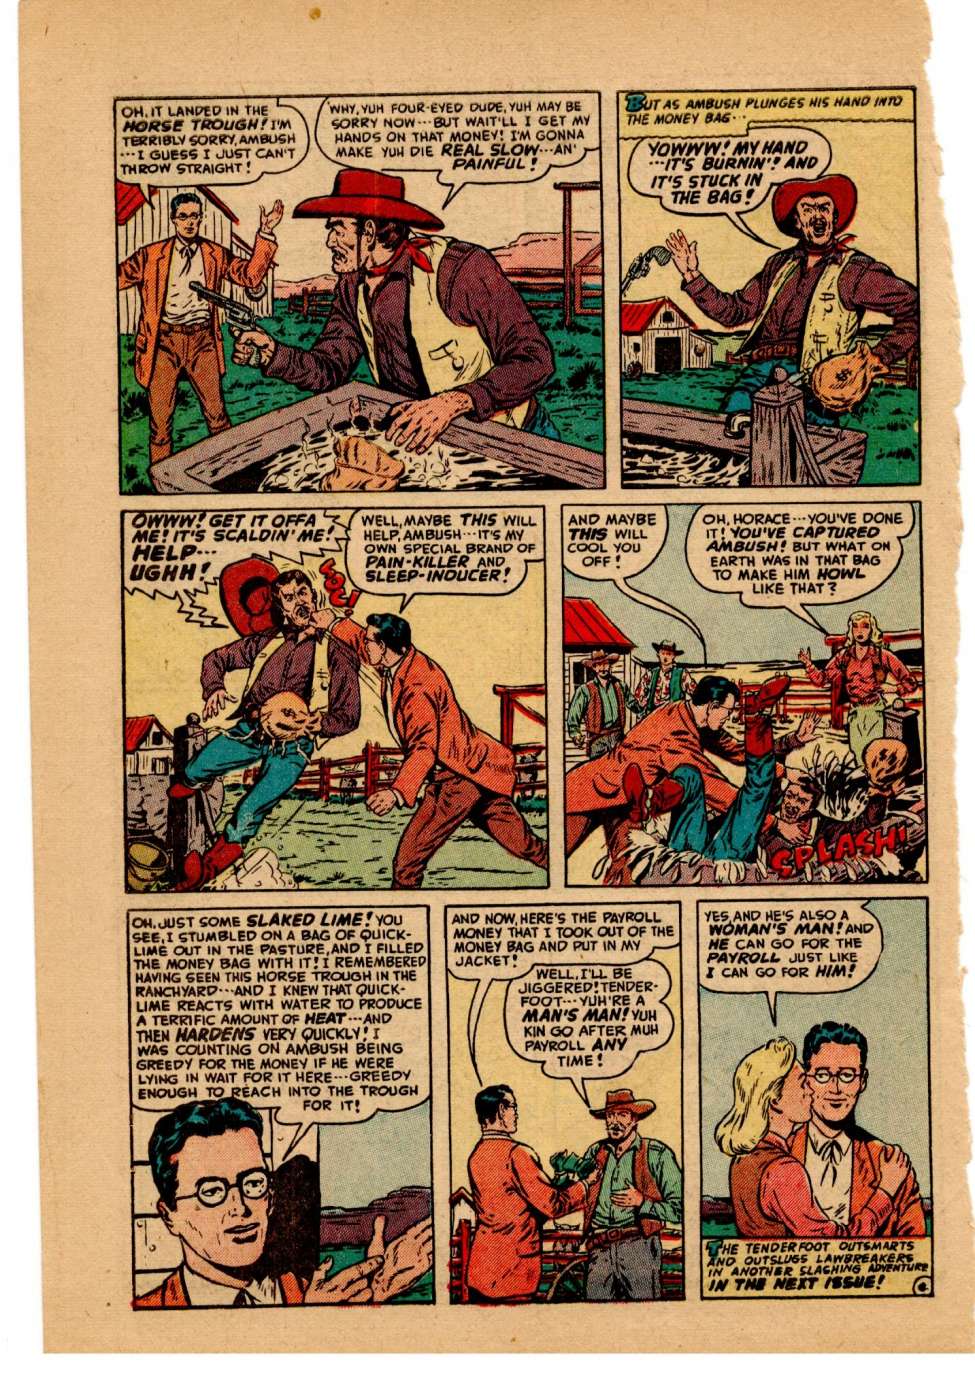 OH, IT LANDED IN THE
HORSE TROUGH! I'M
TERRIBLY SORRY, AMBUSH
---I GUESS I JUST CAN'T
THROW STRAIGHT!
WHY, YUH FOUR-EYED DUDE, YUH MAY BE
SORRY NOW---BUT WAIT'LL I GET MY
HANDS ON THAT MONEY! I'M GONNA
MAKE YUH DIE REAL SLOW---AN'
PAINFUL!
BUT AS AMBUSH PLUNGES HIS HAND INTO
THE MONEY BAG---
YOWWW! MY HAND
---IT'S BURNIN'! AND
IT'S STUCK IN
THE BAG!
OWWW! GET IT OFFA
ME! IT'S SCALDIN' ME!
HELP---
UGHH!
WELL, MAYBE THIS WILL
HELP, AMBUSH---IT'S MY
OWN SPECIAL BRAND OF
PAIN-KILLER AND
SLEEP-INDUCER!
AND MAYBE
THIS WILL
COOL YOU
OFF!
OH, HORACE---YOU'VE DONE
IT! YOU'VE CAPTURED
AMBUSH! BUT WHAT ON
EARTH WAS IN THAT BAG
TO MAKE HIM HOWL
LIKE THAT?
SPLASH!
OH, JUST SOME SLAKED LIME! YOU
SEE, I STUMBLED ON A BAG OF QUICK-
LIME OUT IN THE PASTURE, AND I FILLED
THE MONEY BAG WITH IT! I REMEMBERED
HAVING SEEN THIS HORSE TROUGH IN THE
RANCHYARD---AND I KNEW THAT QUICK-
LIME REACTS WITH WATER TO PRODUCE
A TERRIFIC AMOUNT OF HEAT---AND
THEN HARDENS VERY QUICKLY! I
WAS COUNTING ON AMBUSH BEING
GREEDY FOR THE MONEY IF HE WERE
LYING IN WAIT FOR IT HERE---GREEDY
ENOUGH TO REACH INTO THE TROUGH
FOR IT!
AND NOW, HERE'S THE PAYROLL
MONEY THAT I TOOK OUT OF THE
MONEY BAG AND PUT IN MY
JACKET!
WELL, I'LL BE
JIGGERED! TENDER-
FOOT---YUH'RE A
MAN'S MAN! YUH
KIN GO AFTER MUH
PAYROLL ANY
TIME!
YES, AND HE'S ALSO A
WOMAN'S MAN! AND
HE CAN GO FOR THE
PAYROLL JUST LIKE
I CAN GO FOR HIM!
THE TENDERFOOT OUTSMARTS
AND OUTSLUGS LAWBREAKERS
IN ANOTHER SLASHING ADVENTURE
IN THE NEXT ISSUE!